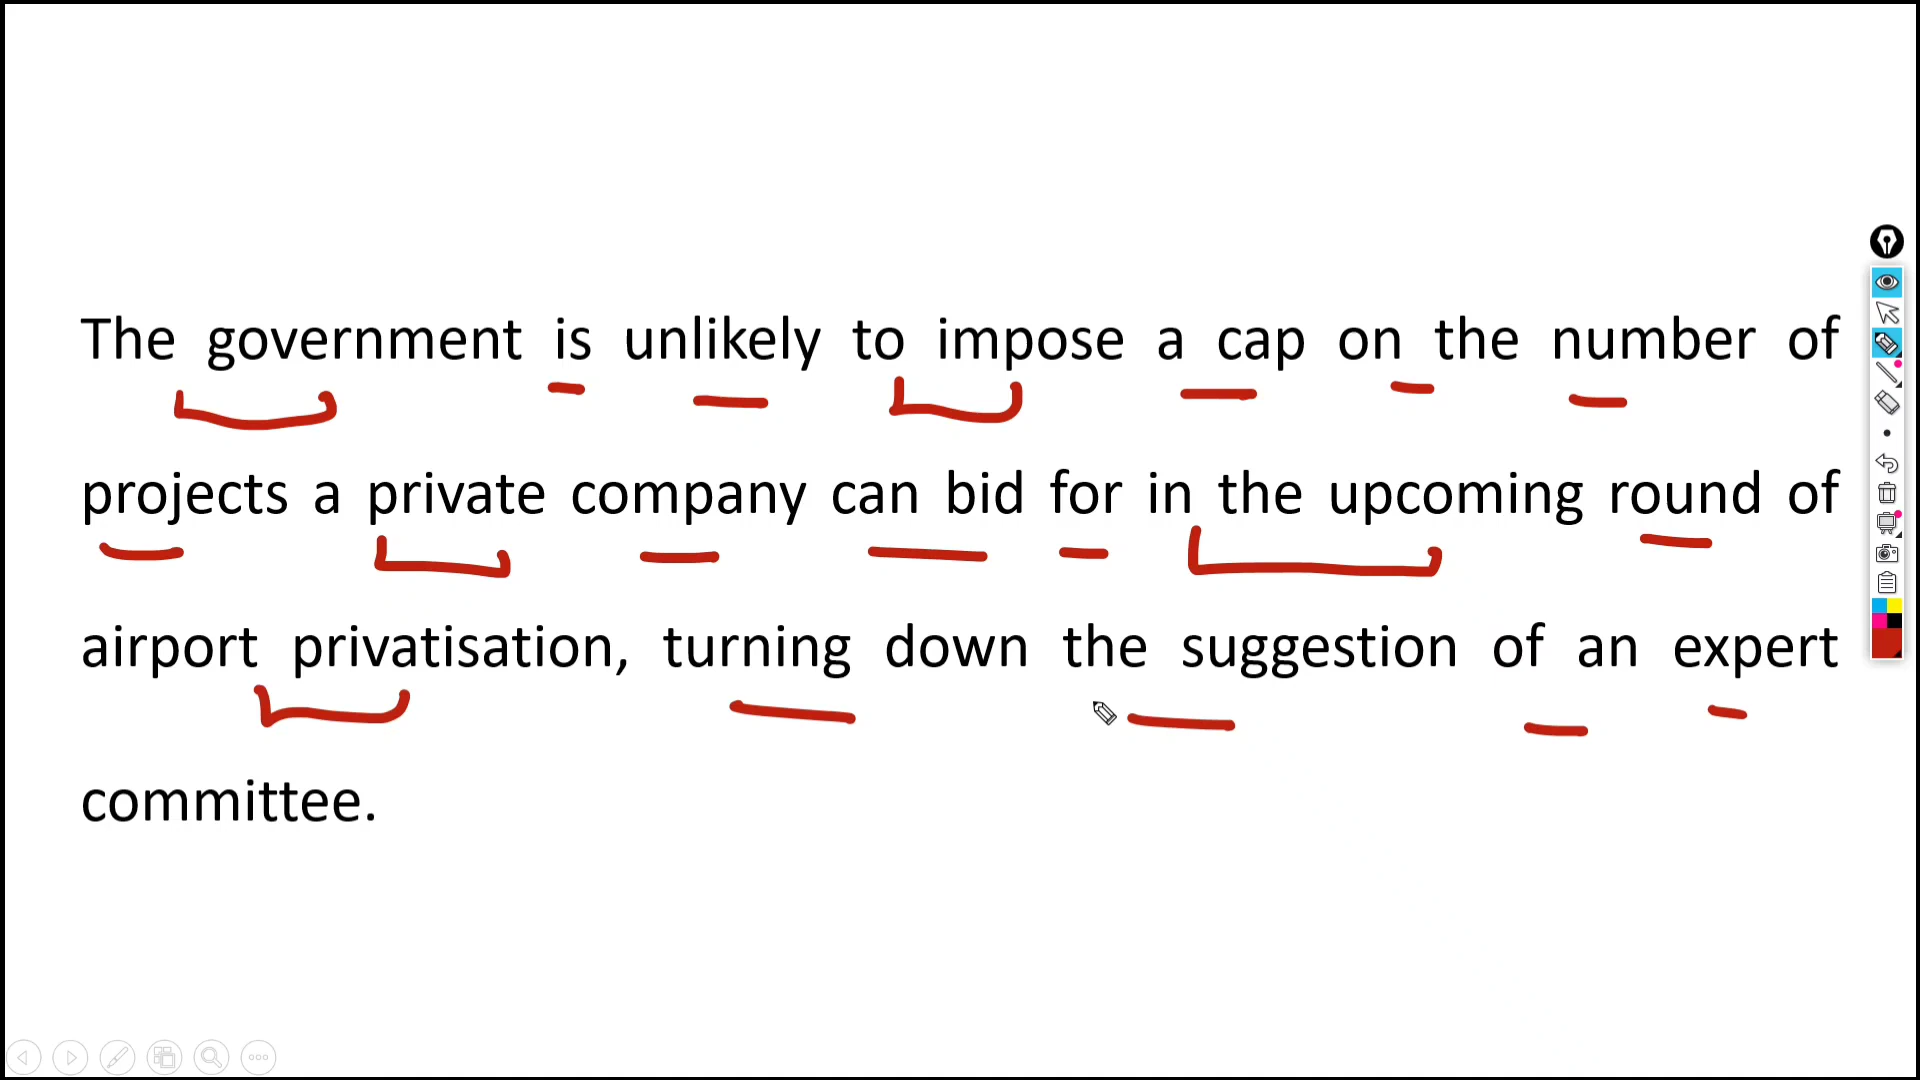 The government is unlikely to impose a cap on the number of
projects a private company can bid for in the upcoming round of
airport privatisation, turning down the suggestion of an expert
committee.